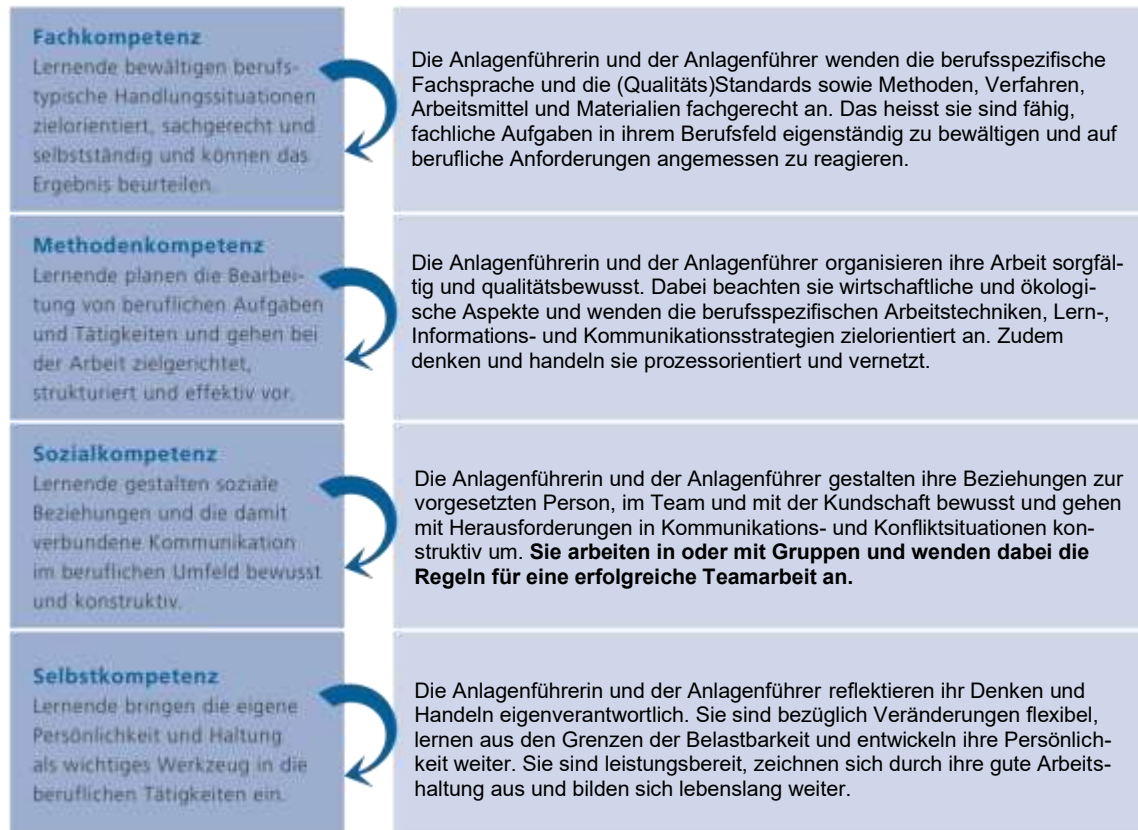 Fachkompetenz
Lernende bewältigen berufs-
typische Handlungssituationen
zielorientiert, sachgerecht und
selbstständig und können das
Ergebnis beurteilen.
Die Anlagenführerin und der Anlagenführer wenden die berufsspezifische
Fachsprache und die (Qualitäts)Standards sowie Methoden, Verfahren,
Arbeitsmittel und Materialien fachgerecht an. Das heisst sie sind fähig,
fachliche Aufgaben in ihrem Berufsfeld eigenständig zu bewältigen und auf
berufliche Anforderungen angemessen zu reagieren.
Methodenkompetenz
Lernende planen die Bearbei-
tung von beruflichen Aufgaben
und Tätigkeiten und gehen bei
der Arbeit zielgerichtet,
strukturiert und effektiv vor.
Die Anlagenführerin und der Anlagenführer organisieren ihre Arbeit sorgfäl-
tig und qualitätsbewusst. Dabei beachten sie wirtschaftliche und ökologi-
sche Aspekte und wenden die berufsspezifischen Arbeitstechniken, Lern-,
Informations- und Kommunikationsstrategien zielorientiert an. Zudem
denken und handeln sie prozessorientiert und vernetzt.
Sozialkompetenz
Lernende gestalten soziale
Beziehungen und die damit
verbundene Kommunikation
im beruflichen Umfeld bewusst
und konstruktiv.
Die Anlagenführerin und der Anlagenführer gestalten ihre Beziehungen zur
vorgesetzten Person, im Team und mit der Kundschaft bewusst und gehen
mit Herausforderungen in Kommunikations- und Konfliktsituationen kon-
struktiv um. Sie arbeiten in oder mit Gruppen und wenden dabei die
Regeln für eine erfolgreiche Teamarbeit an.
Selbstkompetenz
Lernende bringen die eigene
Persönlichkeit und Haltung
als wichtiges Werkzeug in die
beruflichen Tätigkeiten ein.
Die Anlagenführerin und der Anlagenführer reflektieren ihr Denken und
Handeln eigenverantwortlich. Sie sind bezüglich Veränderungen flexibel,
lernen aus den Grenzen der Belastbarkeit und entwickeln ihre Persönlich-
keit weiter. Sie sind leistungsbereit, zeichnen sich durch ihre gute Arbeits-
haltung aus und bilden sich lebenslang weiter.